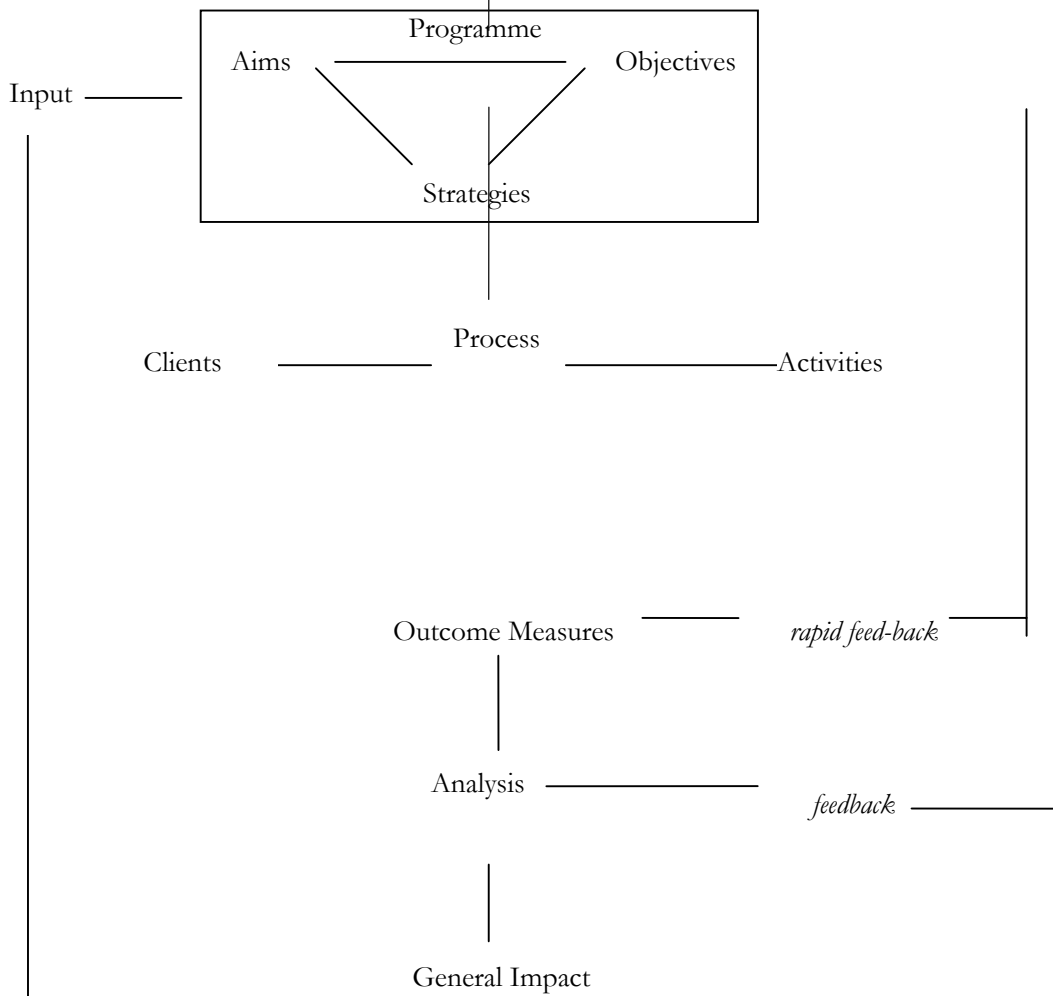 Programme
Aims Objectives
Input
Strategies
Process
Clients Activities
Outcome Measures rapid feed-back
Analysis
feedback
General Impact